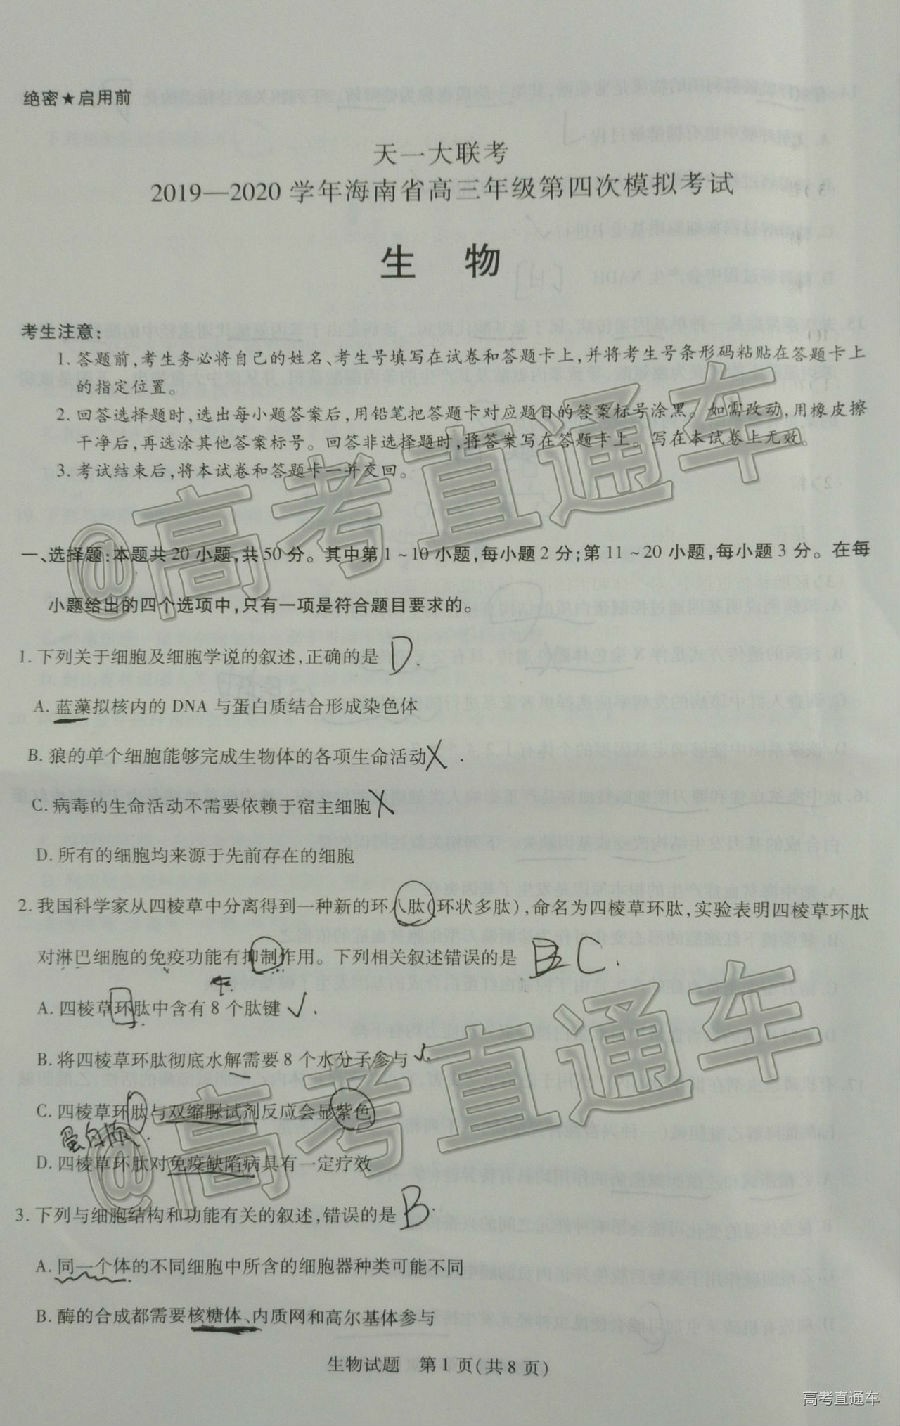 绝密★启用前
天一大联考
2019—2020学年海南省高三年级第四次模拟考试
生 物
考生注意:
1.答题前,考生务必将自己的姓名、考生号填写在试卷和答题卡上,并将考生号条形码粘贴在答题卡上
的指定位置。
2.回答选择题时,选出每小题答案后,用铅笔把答题卡对应题目的答案标号涂黑。如需改动,用橡皮擦
干净后,再选涂其他答案标号。回答非选择题时,将答案写在答题卡上。写在本试卷上无效。
3.考试结束后,将本试卷和答题卡一并交回。
@高考直通车
一、选择题:本题共20小题,共50分。其中第1~10小题,每小题2分;第11~20小题,每小题3分。在每
小题给出的四个选项中,只有一项是符合题目要求的。
1.下列关于细胞及细胞学说的叙述,正确的是 D.
A.蓝藻拟核内的DNA与蛋白质结合形成染色体
B.狼的单个细胞能够完成生物体的各项生命活动 X
C.病毒的生命活动不需要依赖于宿主细胞 X
D.所有的细胞均来源于先前存在的细胞
2.我国科学家从四棱草中分离得到一种新的环八肽(环状多肽),命名为四棱草环肽,实验表明四棱草环肽
对淋巴细胞的免疫功能有抑制作用。下列相关叙述错误的是 B C.
A.四棱草环肽中含有8个肽键 √
B.将四棱草环肽彻底水解需要8个水分子参与 √
C.四棱草环肽与双缩脲试剂反应会显紫色
蛋白质
D.四棱草环肽对免疫缺陷病具有一定疗效
@高考直通车
3.下列与细胞结构和功能有关的叙述,错误的是 B
A.同一个体的不同细胞中所含的细胞器种类可能不同
B.酶的合成都需要核糖体、内质网和高尔基体参与
生物试题 第1页(共8页)
高考直通车